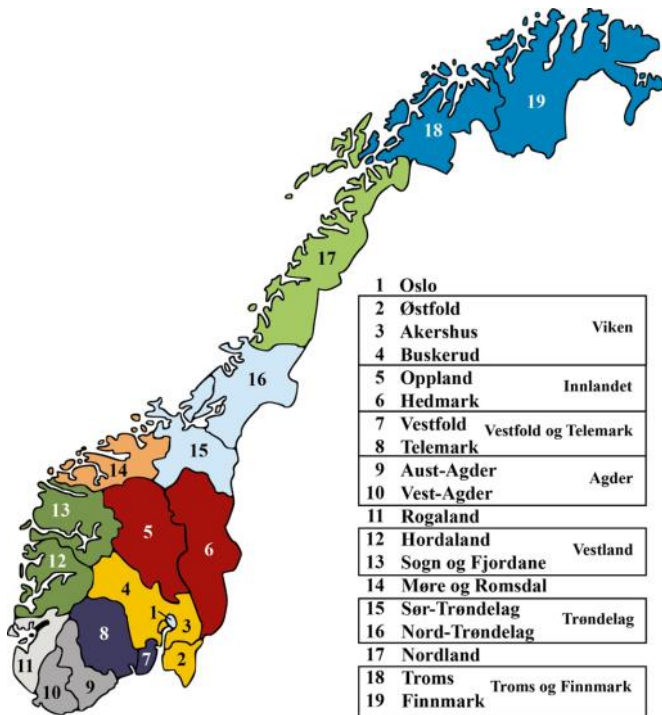 19
18
17
16
15
14
13
5
6
12
4
1
3
8
11
7
2
10
9
1 Oslo
2 Østfold
3 Akershus Viken
4 Buskerud
5 Oppland Innlandet
6 Hedmark
7 Vestfold Vestfold og Telemark
8 Telemark
9 Aust-Agder Agder
10 Vest-Agder
11 Rogaland
12 Hordaland Vestland
13 Sogn og Fjordane
14 Møre og Romsdal
15 Sør-Trøndelag Trøndelag
16 Nord-Trøndelag
17 Nordland
18 Troms Troms og Finnmark
19 Finnmark